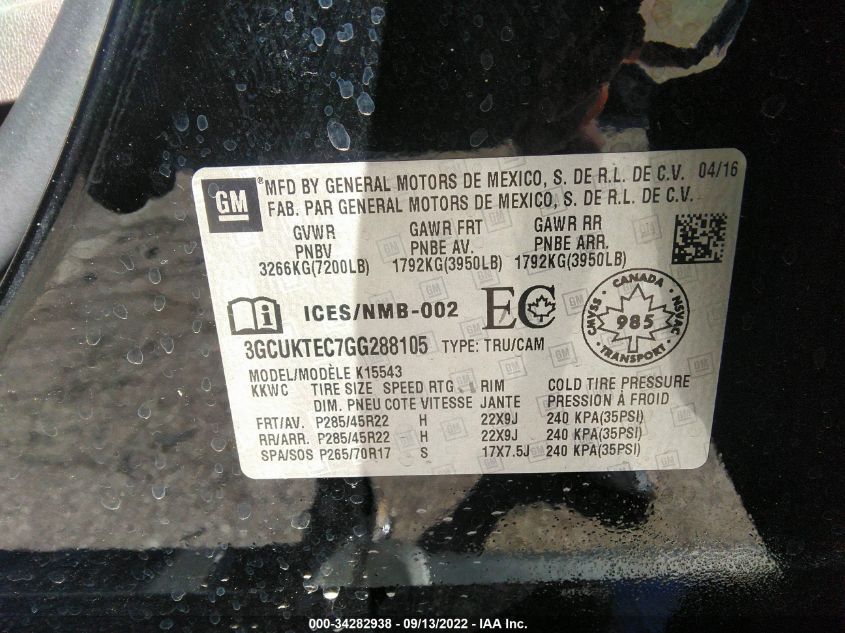 GM
®MFD BY GENERAL MOTORS DE MEXICO, S. DE R.L. DE C.V. 04/16
FAB. PAR GENERAL MOTORS DE MEXICO, S. DE R.L. DE C.V.
GVWR GAWR FRT GAWR RR
PNBV PNBE AV. PNBE ARR.
3266KG(7200LB) 1792KG(3950LB) 1792KG(3950LB)
i ICES/NMB-002 EC
CANADA
CMVSS 985 NSVAC
TRANSPORT
3GCUKTEC7GG288105 TYPE: TRU/CAM
MODEL/MODÈLE K15543
KKWC TIRE SIZE SPEED RTG RIM COLD TIRE PRESSURE
DIM. PNEU COTE VITESSE JANTE PRESSION À FROID
FRT/AV. P285/45R22 H 22X9J 240 KPA(35PSI)
RR/ARR. P285/45R22 H 22X9J 240 KPA(35PSI)
SPA/SOS P265/70R17 S 17X7.5J 240 KPA(35PSI)
000-34282938 - 09/13/2022 - IAA Inc.